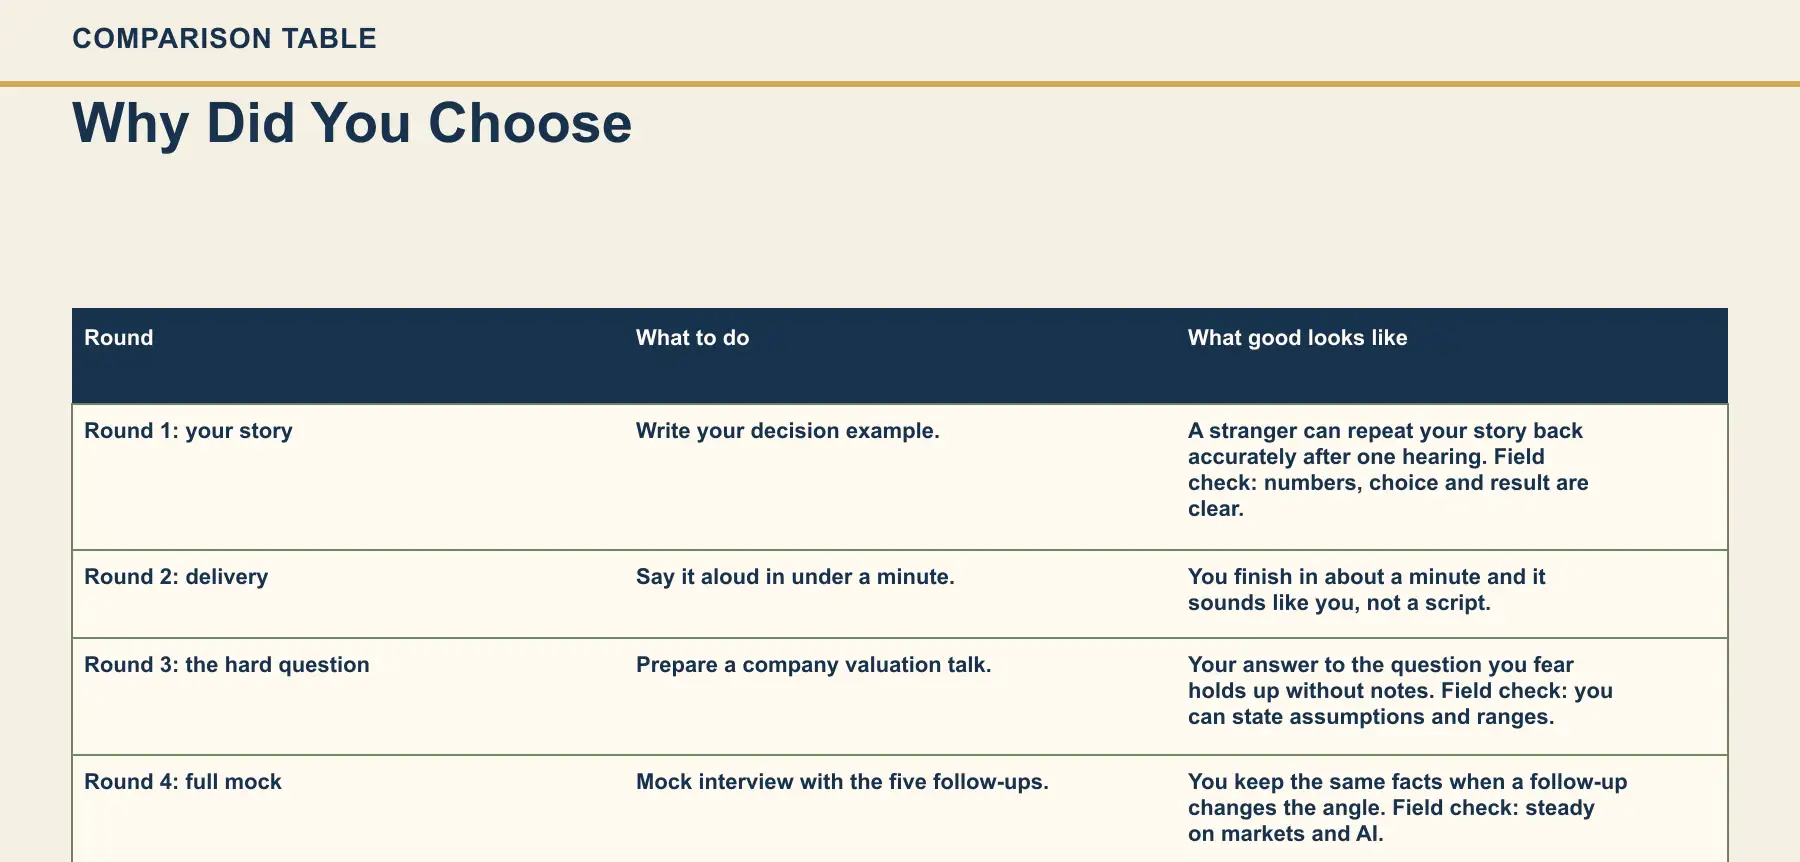 COMPARISON TABLE
Why Did You Choose
Round
What to do
What good looks like
Round 1: your story
Write your decision example.
A stranger can repeat your story back
accurately after one hearing. Field
check: numbers, choice and result are
clear.
Round 2: delivery
Say it aloud in under a minute.
You finish in about a minute and it
sounds like you, not a script.
Round 3: the hard question
Prepare a company valuation talk.
Your answer to the question you fear
holds up without notes. Field check: you
can state assumptions and ranges.
Round 4: full mock
Mock interview with the five follow-ups.
You keep the same facts when a follow-up
changes the angle. Field check: steady
on markets and AI.